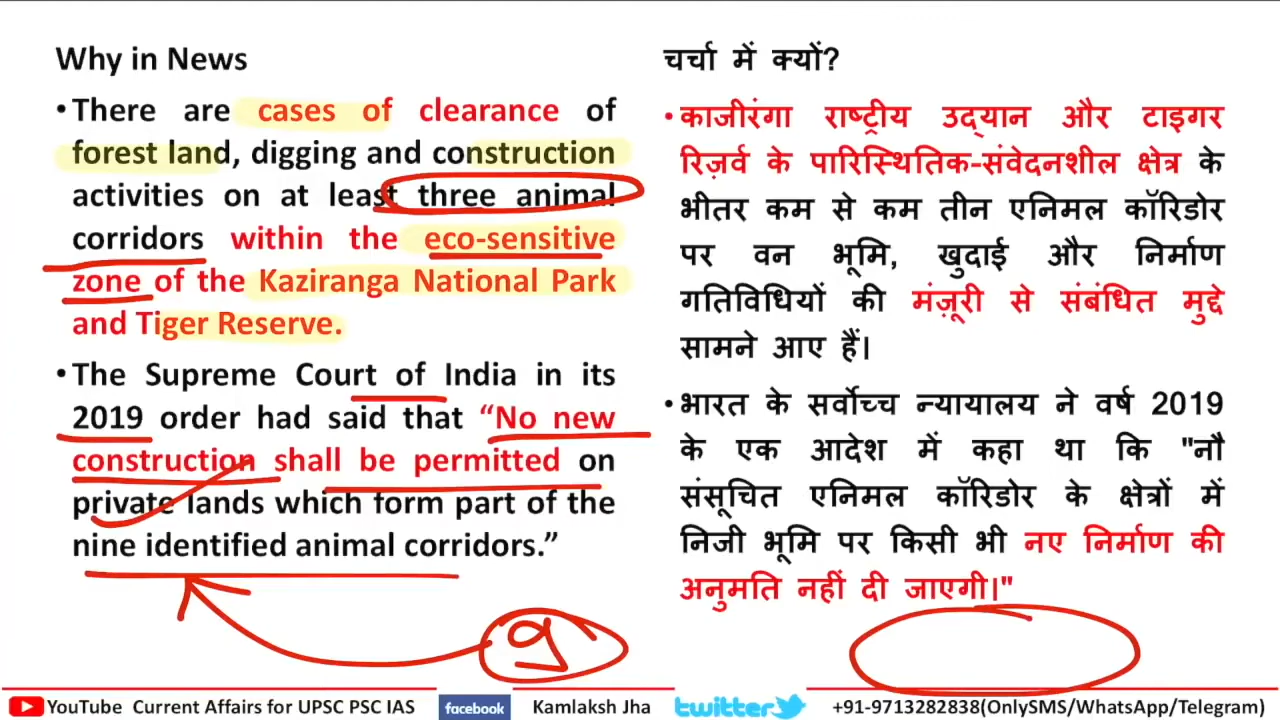 Why in News
•There are cases of clearance of
forest land, digging and construction
activities on at least three animal
corridors within the eco-sensitive
zone of the Kaziranga National Park
and Tiger Reserve.
•The Supreme Court of India in its
2019 order had said that “No new
construction shall be permitted on
private lands which form part of the
nine identified animal corridors.”
9
चर्चा में क्यों?
•काजीरंगा राष्ट्रीय उद्यान और टाइगर
रिज़र्व के पारिस्थितिक-संवेदनशील क्षेत्र के
भीतर कम से कम तीन एनिमल कॉरिडोर
पर वन भूमि, खुदाई और निर्माण
गतिविधियों की मंज़ूरी से संबंधित मुद्दे
सामने आए हैं।
•भारत के सर्वोच्च न्यायालय ने वर्ष 2019
के एक आदेश में कहा था कि "नौ
संसूचित एनिमल कॉरिडोर के क्षेत्रों में
निजी भूमि पर किसी भी नए निर्माण की
अनुमति नहीं दी जाएगी।"
YouTube Current Affairs for UPSC PSC IAS facebook Kamlaksh Jha twitter +91-9713282838(OnlySMS/WhatsApp/Telegram)